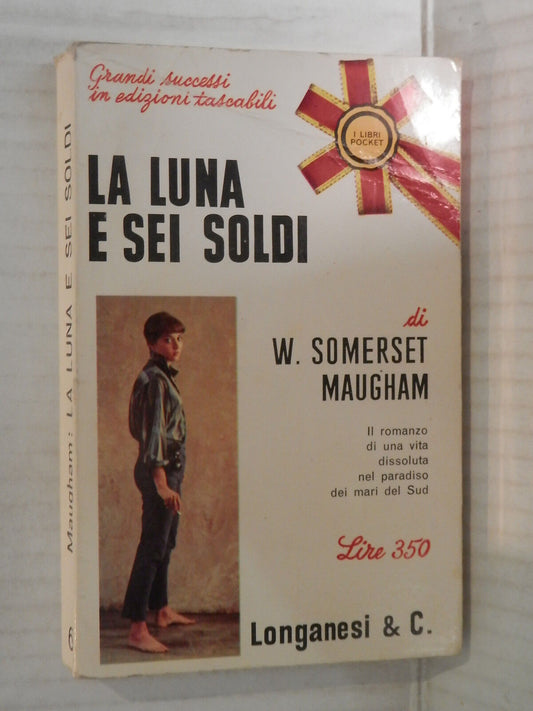 Grandi successi
in edizioni tascabili
I LIBRI
POCKET
LA LUNA
E SEI SOLDI
di
W. SOMERSET
MAUGHAM
Il romanzo
di una vita
dissoluta
nel paradiso
dei mari del Sud
Lire 350
Longanesi & C.
Maugham: LA LUNA E SEI SOLDI